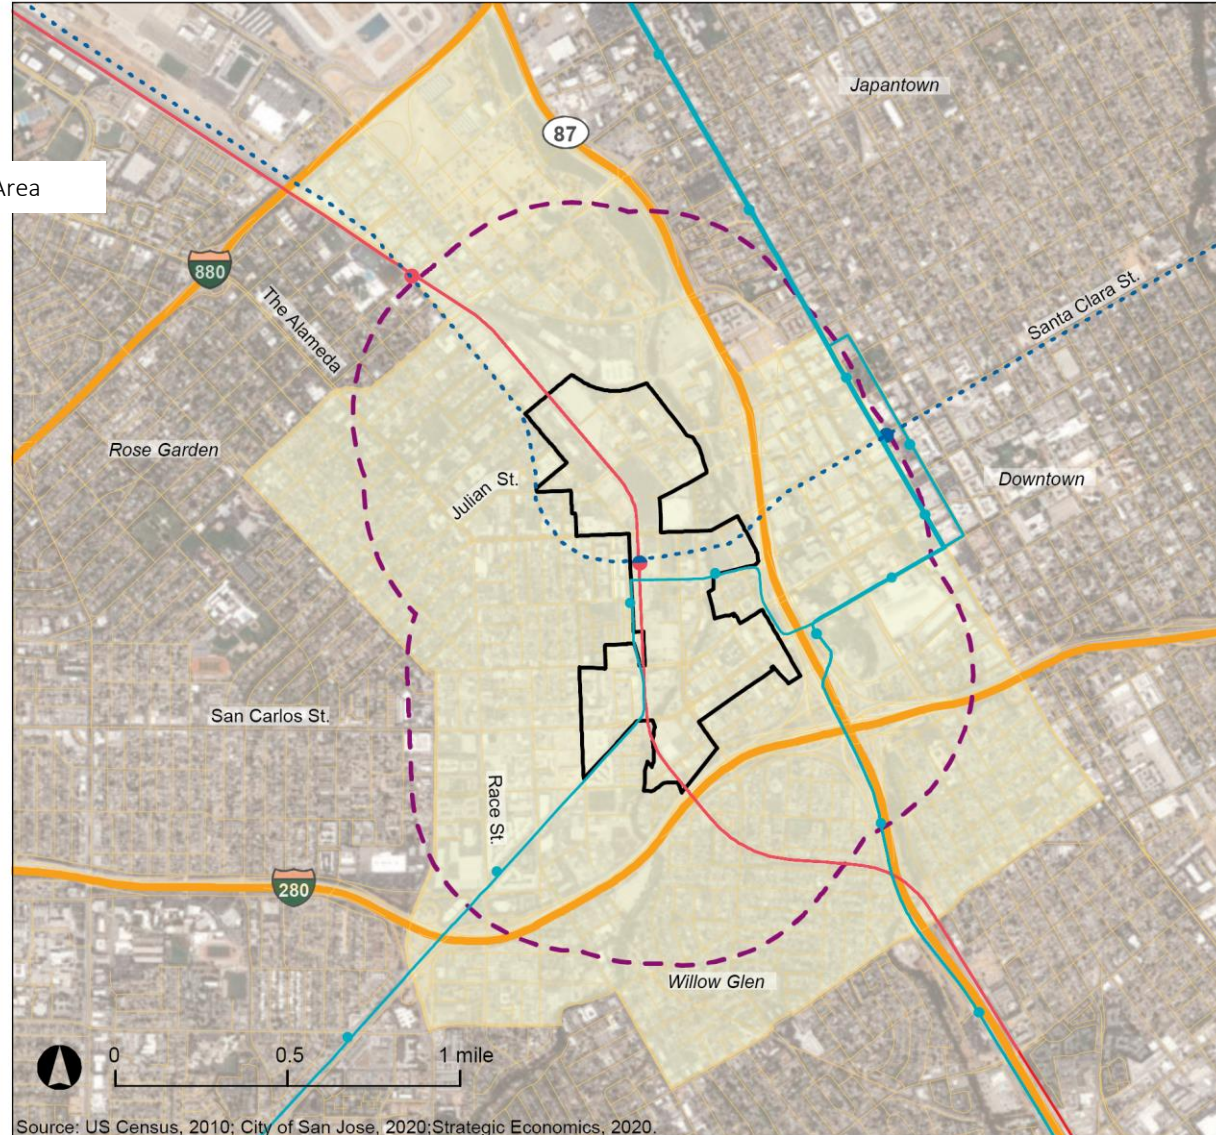 Japantown
87
Area
880
The Alameda
Santa Clara St.
Rose Garden
Downtown
Julian St.
San Carlos St.
Race St.
280
Willow Glen
0 0.5 1 mile
Source: US Census, 2010; City of San Jose, 2020;Strategic Economics, 2020.